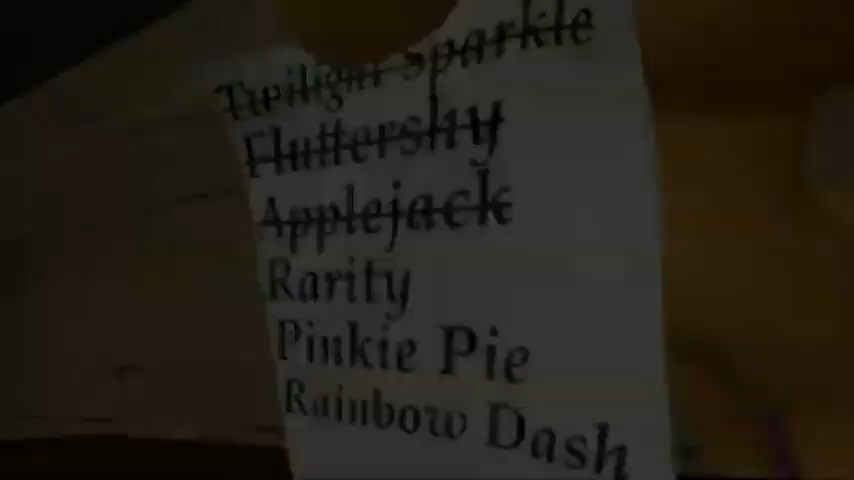 Twilight Sparkle
Fluttershy
Applejack
Rarity
Pinkie Pie
Rainbow Dash